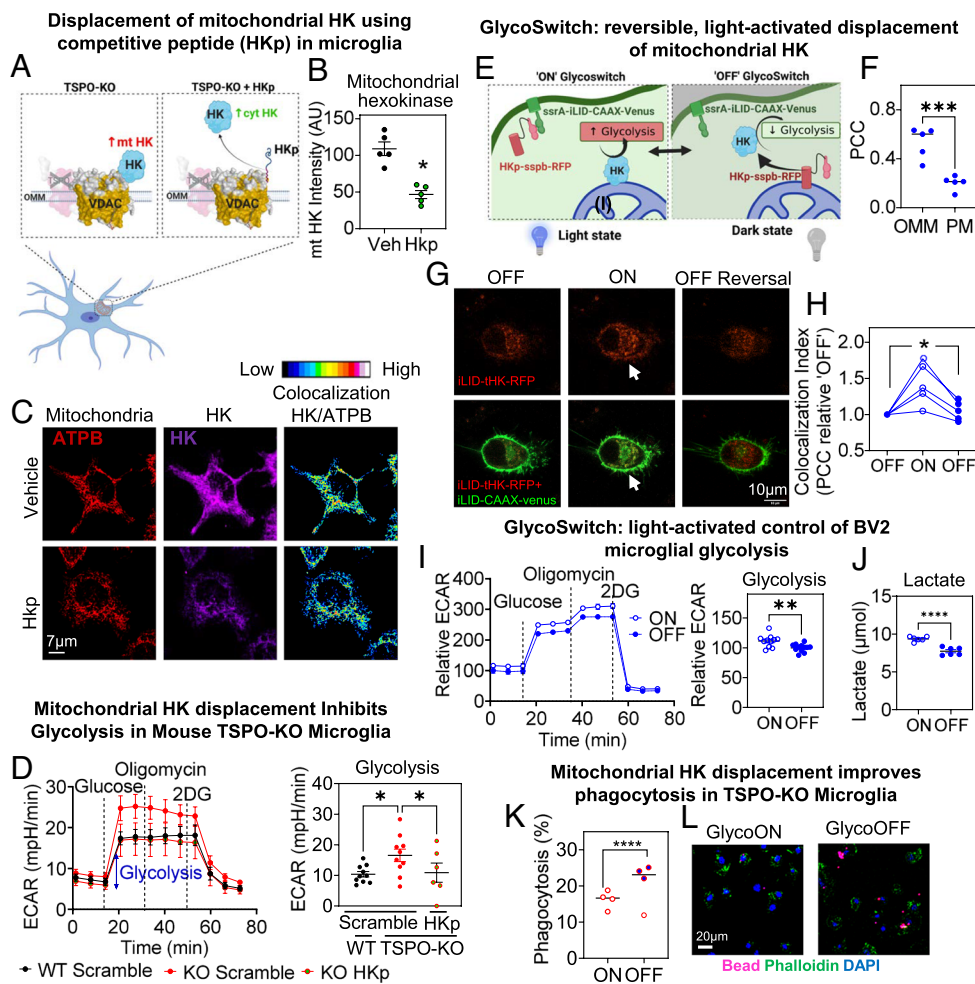 Displacement of mitochondrial HK using
competitive peptide (HKp) in microglia
GlycoSwitch: reversible, light-activated displacement
of mitochondrial HK
A
TSPO-KO
TSPO-KO + HKp
HK
↑cyt HK
↑mt HK
HK
HKp
OMM
VDAC
OMM
VDAC
B
Mitochondrial
hexokinase
mt HK Intensity (AU)
150
100
50
0
*
Veh Hkp
E
'ON' Glycoswitch
'OFF' GlycoSwitch
ssrA-iLID-CAAX-Venus
ssrA-iLID-CAAX-Venus
↑ Glycolysis
↓ Glycolysis
HKp-sspb-RFP
HK
HK
HKp-sspb-RFP
(I)
Light state
Dark state
F
PCC
0.8
0.4
0.0
***
OMM PM
G
OFF
ON
OFF Reversal
iLID-tHK-RFP
iLID-tHK-RFP+
iLID-CAAX-venus
10µm
H
Colocalization Index
(PCC relative 'OFF')
2.0
1.5
1.0
0.5
*
OFF ON OFF
Low
High
Colocalization
HK/ATPB
C
Mitochondria
HK
ATPB
HK
Vehicle
Hkp
7µm
GlycoSwitch: light-activated control of BV2
microglial glycolysis
I
Relative ECAR
400
300
200
100
0
Glucose
Oligomycin
2DG
ON
OFF
0 20 40 60 80
Time (min)
Glycolysis
Relative ECAR
150
100
50
0
**
ON OFF
J
Lactate
Lactate (µmol)
15
10
5
0
****
ON OFF
Mitochondrial HK displacement Inhibits
Glycolysis in Mouse TSPO-KO Microglia
D
ECAR (mpH/min)
30
20
10
0
Glucose
Oligomycin
2DG
Glycolysis
0 20 40 60 80
Time (min)
Glycolysis
ECAR (mpH/min)
40
30
20
10
0
*
*
Scramble HKp
WT TSPO-KO
WT Scramble
KO Scramble
KO HKp
Mitochondrial HK displacement improves
phagocytosis in TSPO-KO Microglia
K
Phagocytosis (%)
30
20
10
0
****
ON OFF
L
GlycoON
GlycoOFF
20µm
Bead Phalloidin DAPI